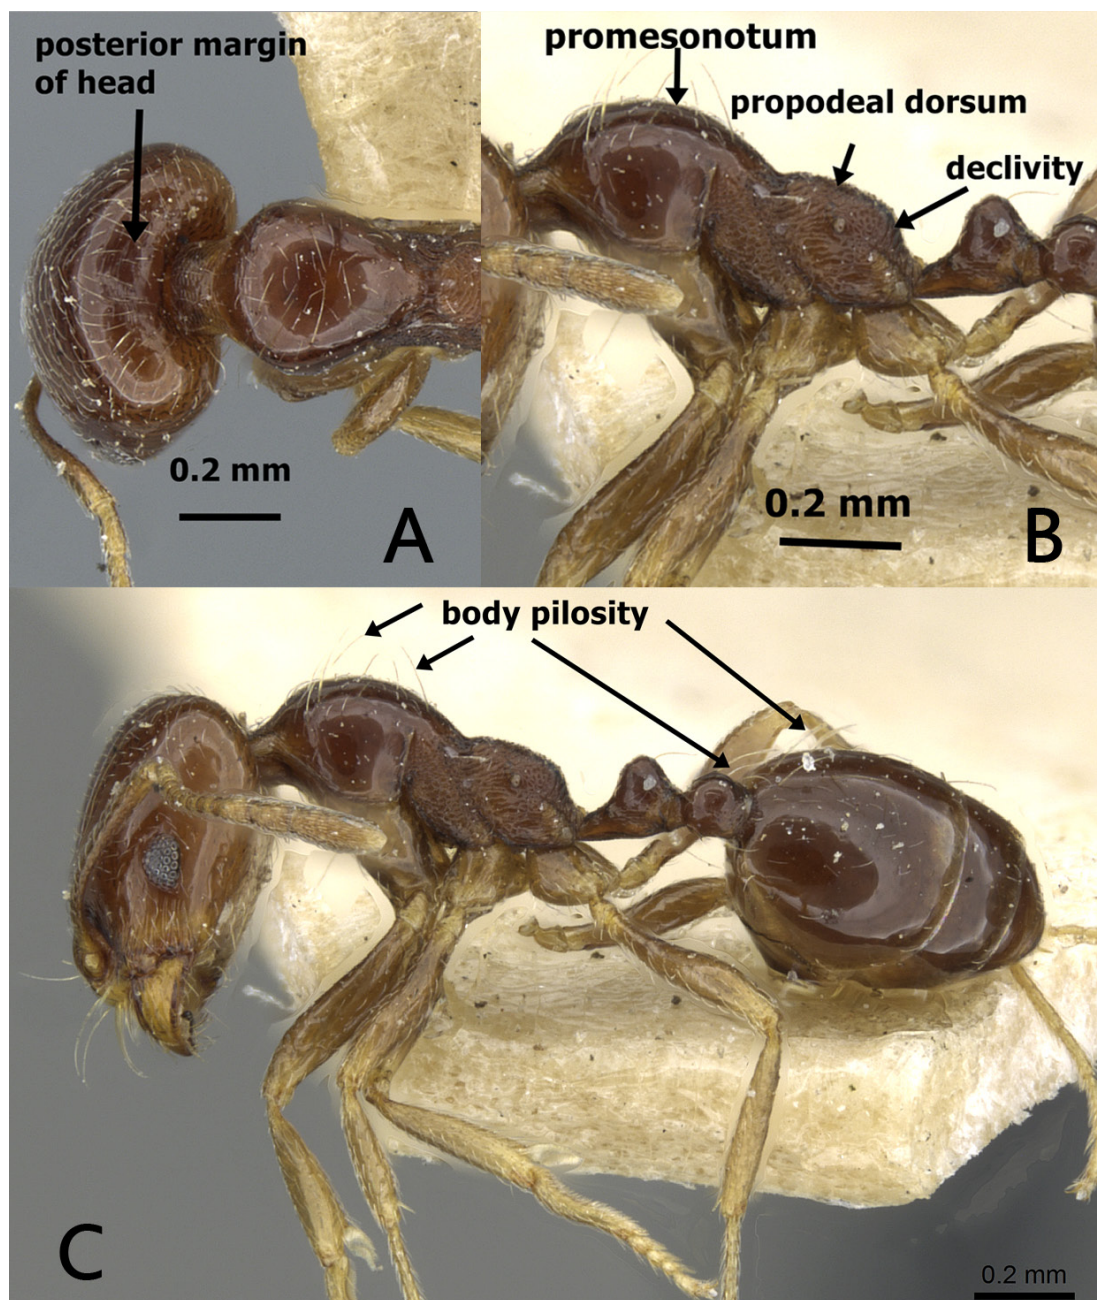 posterior margin
of head
0.2 mm
A
promesonotum
propodeal dorsum
declivity
0.2 mm
B
body pilosity
C
0.2 mm